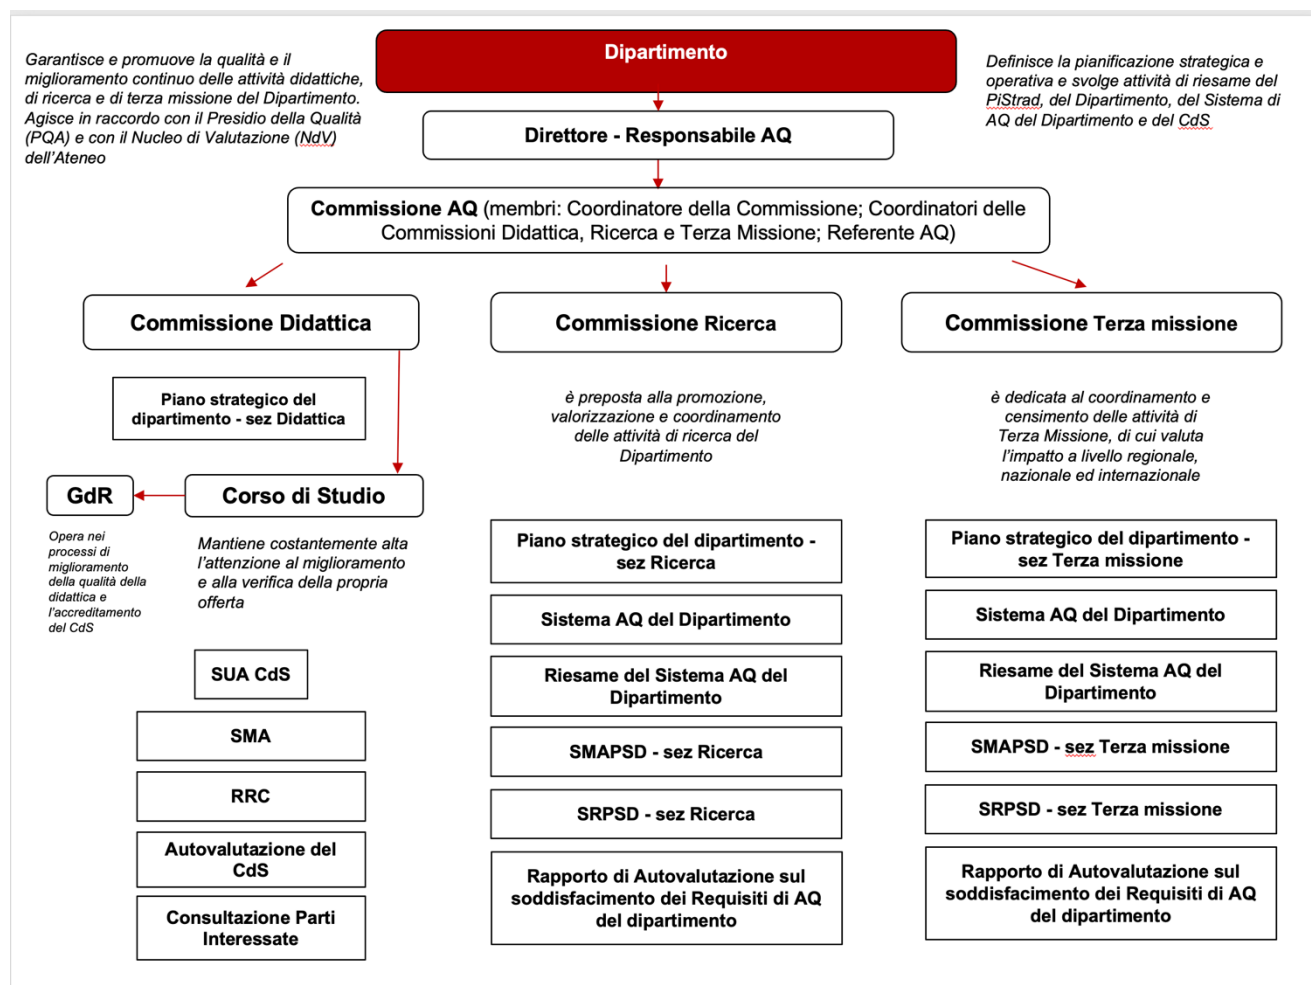 Dipartimento
Garantisce e promuove la qualità e il
miglioramento continuo delle attività didattiche,
di ricerca e di terza missione del Dipartimento.
Agisce in raccordo con il Presidio della Qualità
(PQA) e con il Nucleo di Valutazione (NdV)
dell'Ateneo
Definisce la pianificazione strategica e
operativa e svolge attività di riesame del
PiStrad, del Dipartimento, del Sistema di
AQ del Dipartimento e del CdS
Direttore - Responsabile AQ
Commissione AQ (membri: Coordinatore della Commissione; Coordinatori delle
Commissioni Didattica, Ricerca e Terza Missione; Referente AQ)
Commissione Didattica
Piano strategico del
dipartimento - sez Didattica
GdR
Corso di Studio
Opera nei
processi di
miglioramento
della qualità della
didattica e
l'accreditamento
del CdS
Mantiene costantemente alta
l'attenzione al miglioramento
e alla verifica della propria
offerta
SUA CdS
SMA
RRC
Autovalutazione del
CdS
Consultazione Parti
Interessate
Commissione Ricerca
è preposta alla promozione,
valorizzazione e coordinamento
delle attività di ricerca del
Dipartimento
Piano strategico del dipartimento -
sez Ricerca
Sistema AQ del Dipartimento
Riesame del Sistema AQ del
Dipartimento
SMAPSD - sez Ricerca
SRPSD - sez Ricerca
Rapporto di Autovalutazione sul
soddisfacimento dei Requisiti di AQ
del dipartimento
Commissione Terza missione
è dedicata al coordinamento e
censimento delle attività di
Terza Missione, di cui valuta
l'impatto a livello regionale,
nazionale ed internazionale
Piano strategico del dipartimento -
sez Terza missione
Sistema AQ del Dipartimento
Riesame del Sistema AQ del
Dipartimento
SMAPSD - sez Terza missione
SRPSD - sez Terza missione
Rapporto di Autovalutazione sul
soddisfacimento dei Requisiti di AQ
del dipartimento